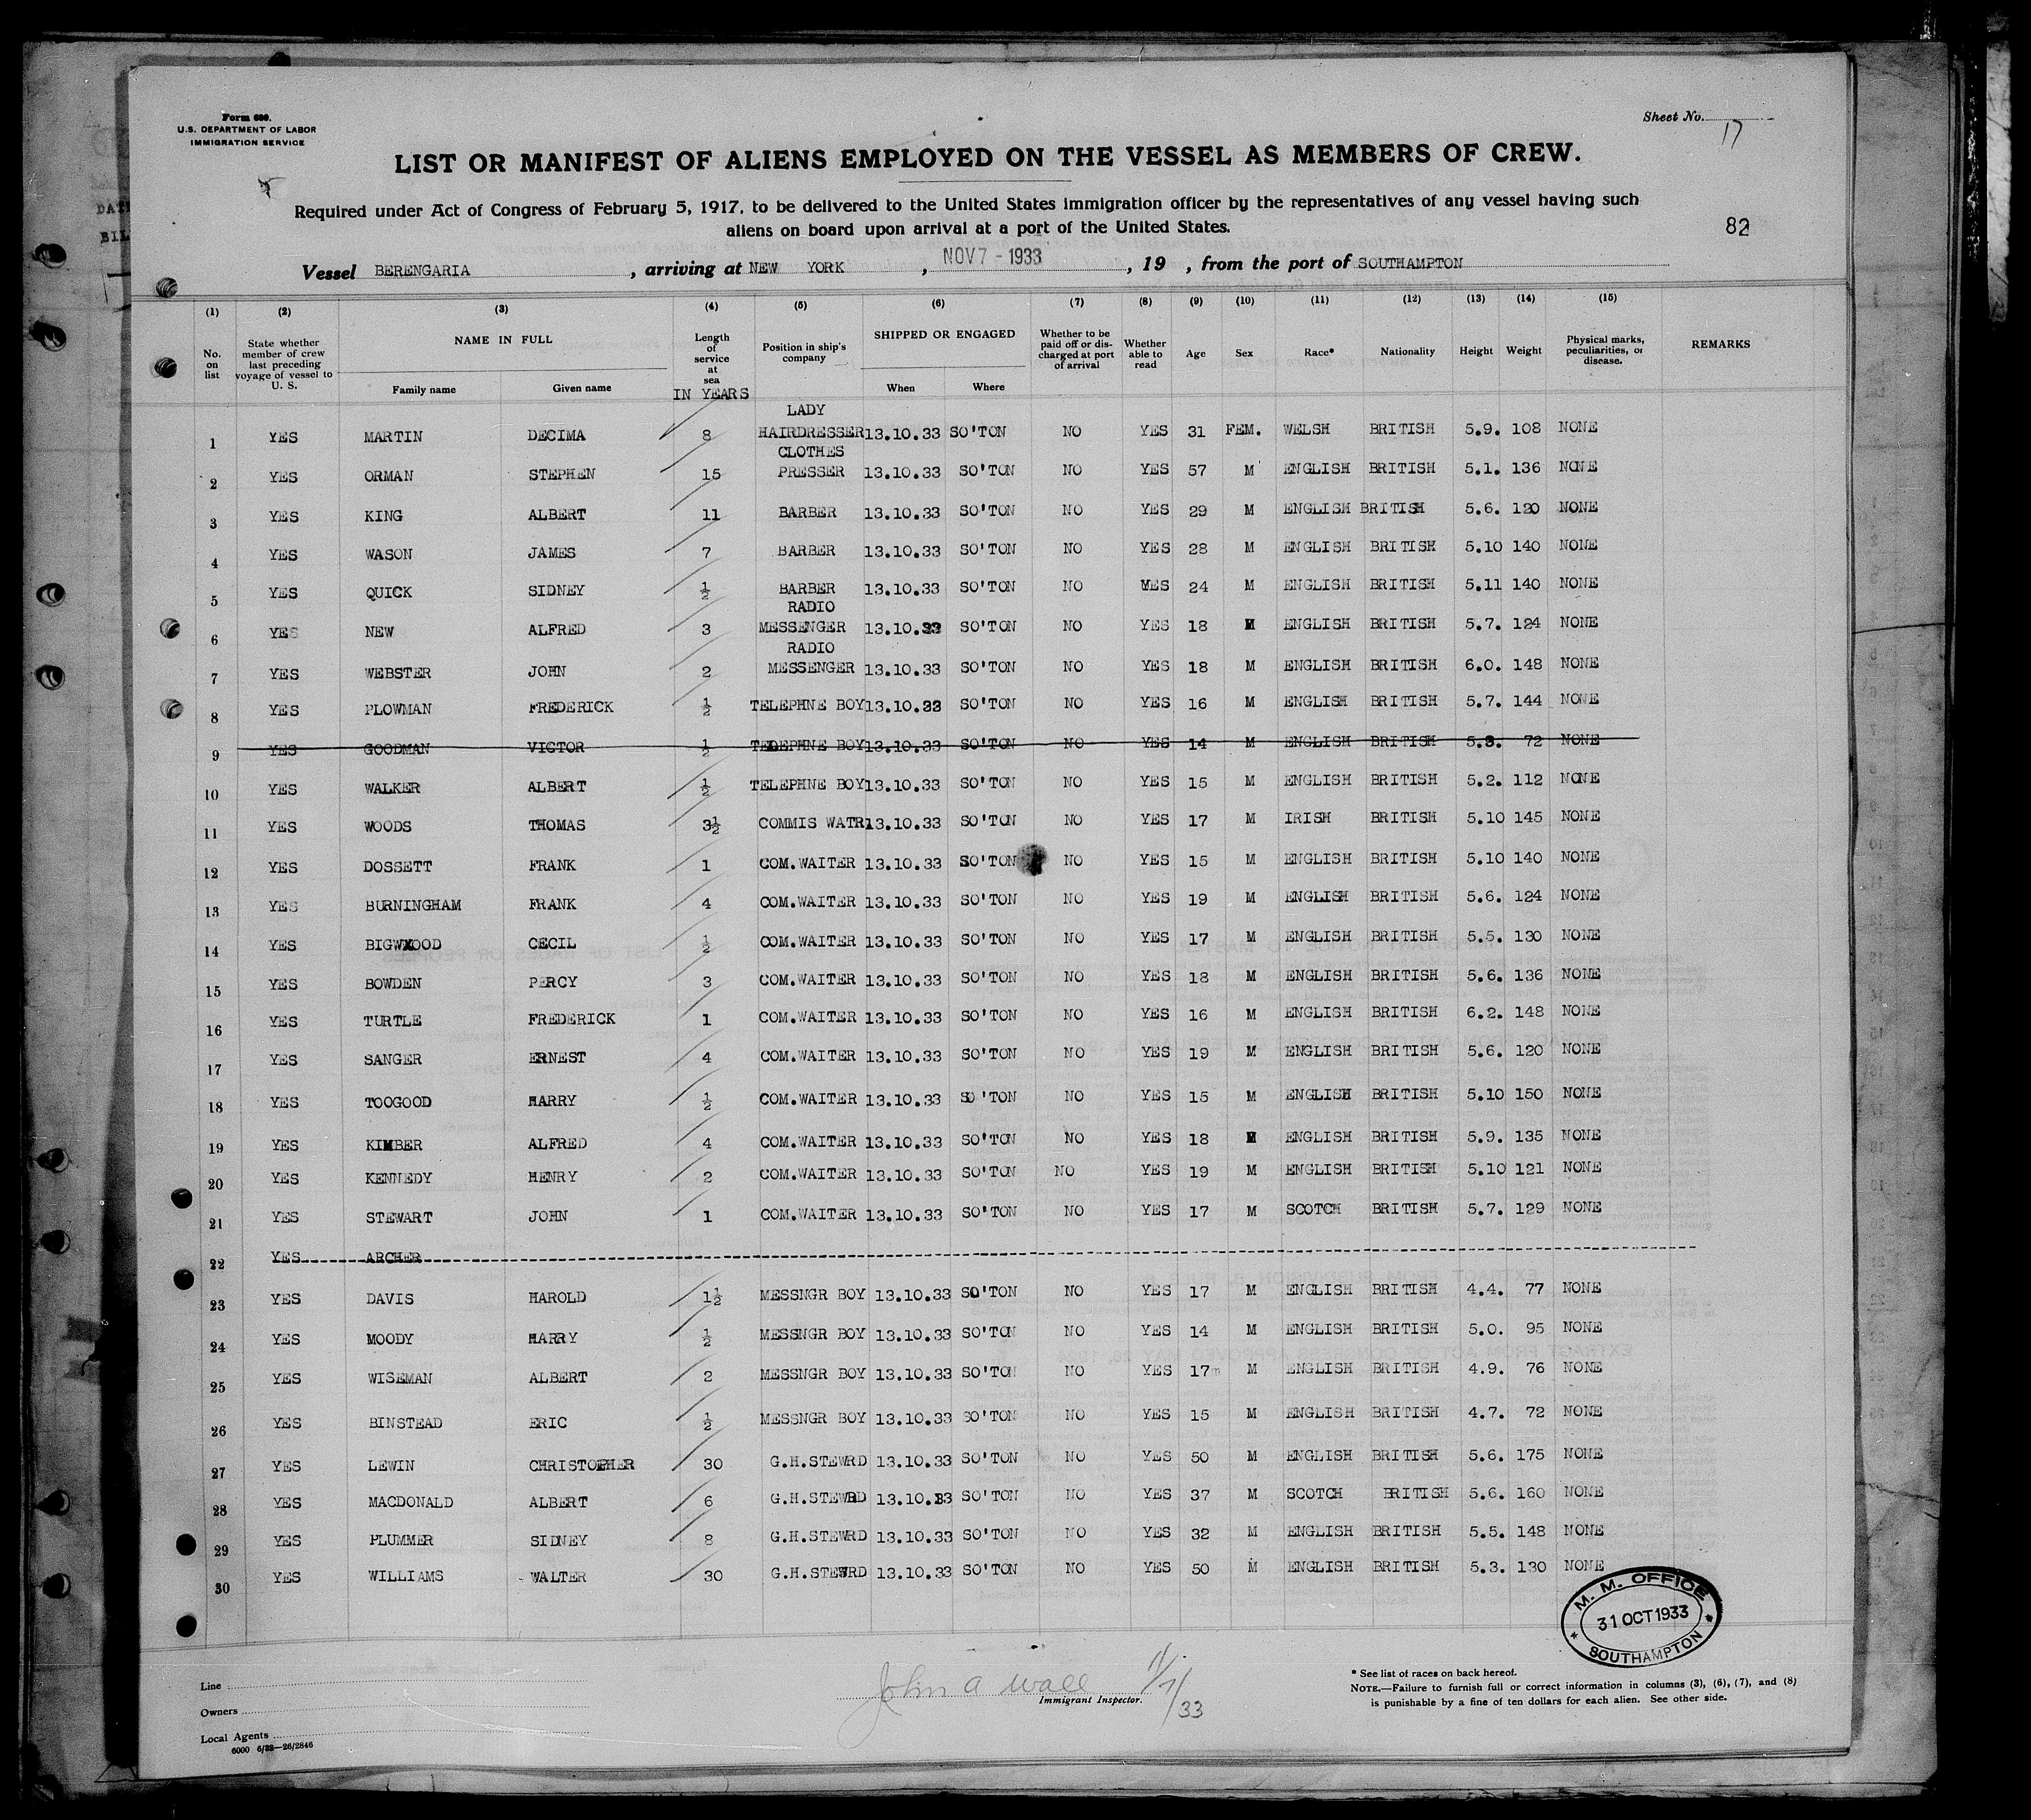 Form 680.
U.S. DEPARTMENT OF LABOR
IMMIGRATION SERVICE
Sheet No. 17
LIST OR MANIFEST OF ALIENS EMPLOYED ON THE VESSEL AS MEMBERS OF CREW.
Required under Act of Congress of February 5, 1917, to be delivered to the United States immigration officer by the representatives of any vessel having such
aliens on board upon arrival at a port of the United States.
82
Vessel BERENGARIA, arriving at NEW YORK, NOV 7 - 1933, 19 , from the port of SOUTHAMPTON
(1) (2) (3) (4) (5) (6) (7) (8) (9) (10) (11) (12) (13) (14) (15)
No. on list State whether member of crew last preceding voyage of vessel to U. S. NAME IN FULL Family name Given name Length of service at sea IN YEARS Position in ship's company SHIPPED OR ENGAGED When Where Whether to be paid off or discharged at port of arrival Whether able to read Age Sex Race* Nationality Height Weight Physical marks, peculiarities, or disease. REMARKS
1 YES MARTIN DECIMA 8 LADY HAIRDRESSER 13.10.33 SO'TON NO YES 31 FEM. WELSH BRITISH 5.9. 108 NONE
2 YES ORMAN STEPHEN 15 CLOTHES PRESSER 13.10.33 SO'TON NO YES 57 M ENGLISH BRITISH 5.1. 136 NONE
3 YES KING ALBERT 11 BARBER 13.10.33 SO'TON NO YES 29 M ENGLISH BRITISH 5.6. 120 NONE
4 YES WASON JAMES 7 BARBER 13.10.33 SO'TON NO YES 28 M ENGLISH BRITISH 5.10 140 NONE
5 YES QUICK SIDNEY ½ BARBER 13.10.33 SO'TON NO YES 24 M ENGLISH BRITISH 5.11 140 NONE
6 YES NEW ALFRED 3 RADIO MESSENGER 13.10.33 SO'TON NO YES 18 M ENGLISH BRITISH 5.7. 124 NONE
7 YES WEBSTER JOHN 2 RADIO MESSENGER 13.10.33 SO'TON NO YES 18 M ENGLISH BRITISH 6.0. 148 NONE
8 YES PLOWMAN FREDERICK ½ TELEPHNE BOY 13.10.33 SO'TON NO YES 16 M ENGLISH BRITISH 5.7. 144 NONE
9 YES GOODMAN VICTOR ½ TEDEPHNE BOY 13.10.33 SO'TON NO YES 14 M ENGLISH BRITISH 5.3. 72 NONE
10 YES WALKER ALBERT ½ TELEPHNE BOY 13.10.33 SO'TON NO YES 15 M ENGLISH BRITISH 5.2. 112 NONE
11 YES WOODS THOMAS 3½ COMMIS WATR 13.10.33 SO'TON NO YES 17 M IRISH BRITISH 5.10 145 NONE
12 YES DOSSETT FRANK 1 COM.WAITER 13.10.33 SO'TON NO YES 15 M ENGLISH BRITISH 5.10 140 NONE
13 YES BURNINGHAM FRANK 4 COM.WAITER 13.10.33 SO'TON NO YES 19 M ENGLISH BRITISH 5.6. 124 NONE
14 YES BIGWXOOD CECIL ½ COM.WAITER 13.10.33 SO'TON NO YES 17 M ENGLISH BRITISH 5.5. 130 NONE
15 YES BOWDEN PERCY 3 COM.WAITER 13.10.33 SO'TON NO YES 18 M ENGLISH BRITISH 5.6. 136 NONE
16 YES TURTLE FREDERICK 1 COM.WAITER 13.10.33 SO'TON NO YES 16 M ENGLISH BRITISH 6.2. 148 NONE
17 YES SANGER ERNEST 4 COM.WAITER 13.10.33 SO'TON NO YES 19 M ENGLISH BRITISH 5.6. 120 NONE
18 YES TOOGOOD HARRY ½ COM.WAITER 13.10.33 SO'TON NO YES 15 M ENGLISH BRITISH 5.10 150 NONE
19 YES KIMBER ALFRED 4 COM.WAITER 13.10.33 SO'TON NO YES 18 M ENGLISH BRITISH 5.9. 135 NONE
20 YES KENNEDY HENRY 2 COM.WAITER 13.10.33 SO'TON NO YES 19 M ENGLISH BRITISH 5.10 121 NONE
21 YES STEWART JOHN 1 COM.WAITER 13.10.33 SO'TON NO YES 17 M SCOTCH BRITISH 5.7. 129 NONE
22 YES ARCHER
23 YES DAVIS HAROLD 1½ MESSNGR BOY 13.10.33 SO'TON NO YES 17 M ENGLISH BRITISH 4.4. 77 NONE
24 YES MOODY HARRY ½ MESSNGR BOY 13.10.33 SO'TON NO YES 14 M ENGLISH BRITISH 5.0. 95 NONE
25 YES WISEMAN ALBERT 2 MESSNGR BOY 13.10.33 SO'TON NO YES 17 M ENGLISH BRITISH 4.9. 76 NONE
26 YES BINSTEAD ERIC ½ MESSNGR BOY 13.10.33 SO'TON NO YES 15 M ENGLISH BRITISH 4.7. 72 NONE
27 YES LEWIN CHRISTOPHER 30 G.H.STEWRD 13.10.33 SO'TON NO YES 50 M ENGLISH BRITISH 5.6. 175 NONE
28 YES MACDONALD ALBERT 6 G.H.STEWRD 13.10.33 SO'TON NO YES 37 M SCOTCH BRITISH 5.6. 160 NONE
29 YES PLUMMER SIDNEY 8 G.H.STEWRD 13.10.33 SO'TON NO YES 32 M ENGLISH BRITISH 5.5. 148 NONE
30 YES WILLIAMS WALTER 30 G.H.STEWRD 13.10.33 SO'TON NO YES 50 M ENGLISH BRITISH 5.3. 130 NONE
M. M. OFFICE
31 OCT 1933
SOUTHAMPTON
Line
Owners
Local Agents
6000 6/32—26/2846
John A Wall 11/7/33
Immigrant Inspector.
* See list of races on back hereof.
NOTE.—Failure to furnish full or correct information in columns (3), (6), (7), and (8)
is punishable by a fine of ten dollars for each alien. See other side.